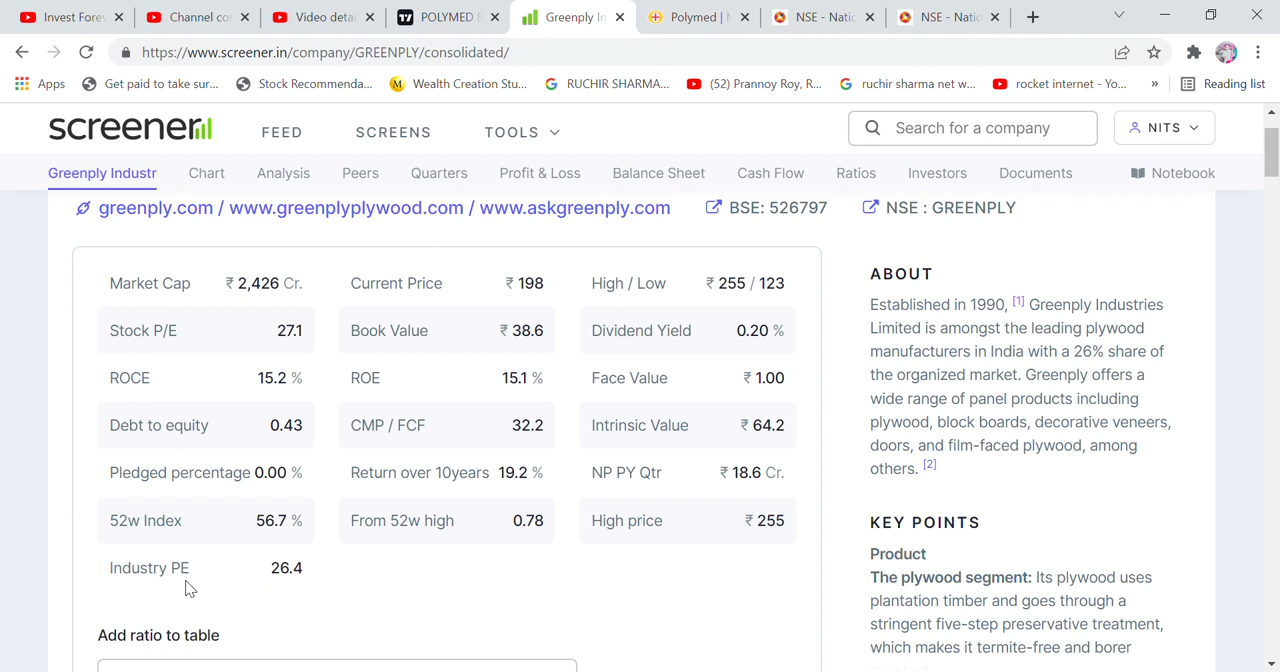 Invest Fore
Channel co
Video detai
POLYMED
Greenply In
Polymed |
NSE - Natio
NSE - Natio
https://www.screener.in/company/GREENPLY/consolidated/
Apps
Get paid to take sur...
Stock Recommenda...
Wealth Creation Stu...
RUCHIR SHARMA...
(52) Prannoy Roy, R...
ruchir sharma net w...
rocket internet - Yo...
»
Reading list
screener
FEED
SCREENS
TOOLS
Search for a company
NITS
Greenply Industr
Chart
Analysis
Peers
Quarters
Profit & Loss
Balance Sheet
Cash Flow
Ratios
Investors
Documents
Notebook
greenply.com / www.greenplyplywood.com / www.askgreenply.com
BSE: 526797
NSE : GREENPLY
Market Cap ₹ 2,426 Cr.
Current Price ₹ 198
High / Low ₹ 255 / 123
Stock P/E 27.1
Book Value ₹ 38.6
Dividend Yield 0.20 %
ROCE 15.2 %
ROE 15.1 %
Face Value ₹ 1.00
Debt to equity 0.43
CMP / FCF 32.2
Intrinsic Value ₹ 64.2
Pledged percentage 0.00 %
Return over 10years 19.2 %
NP PY Qtr ₹ 18.6 Cr.
52w Index 56.7 %
From 52w high 0.78
High price ₹ 255
Industry PE 26.4
Add ratio to table
ABOUT
Established in 1990, [1] Greenply Industries
Limited is amongst the leading plywood
manufacturers in India with a 26% share of
the organized market. Greenply offers a
wide range of panel products including
plywood, block boards, decorative veneers,
doors, and film-faced plywood, among
others. [2]
KEY POINTS
Product
The plywood segment: Its plywood uses
plantation timber and goes through a
stringent five-step preservative treatment,
which makes it termite-free and borer